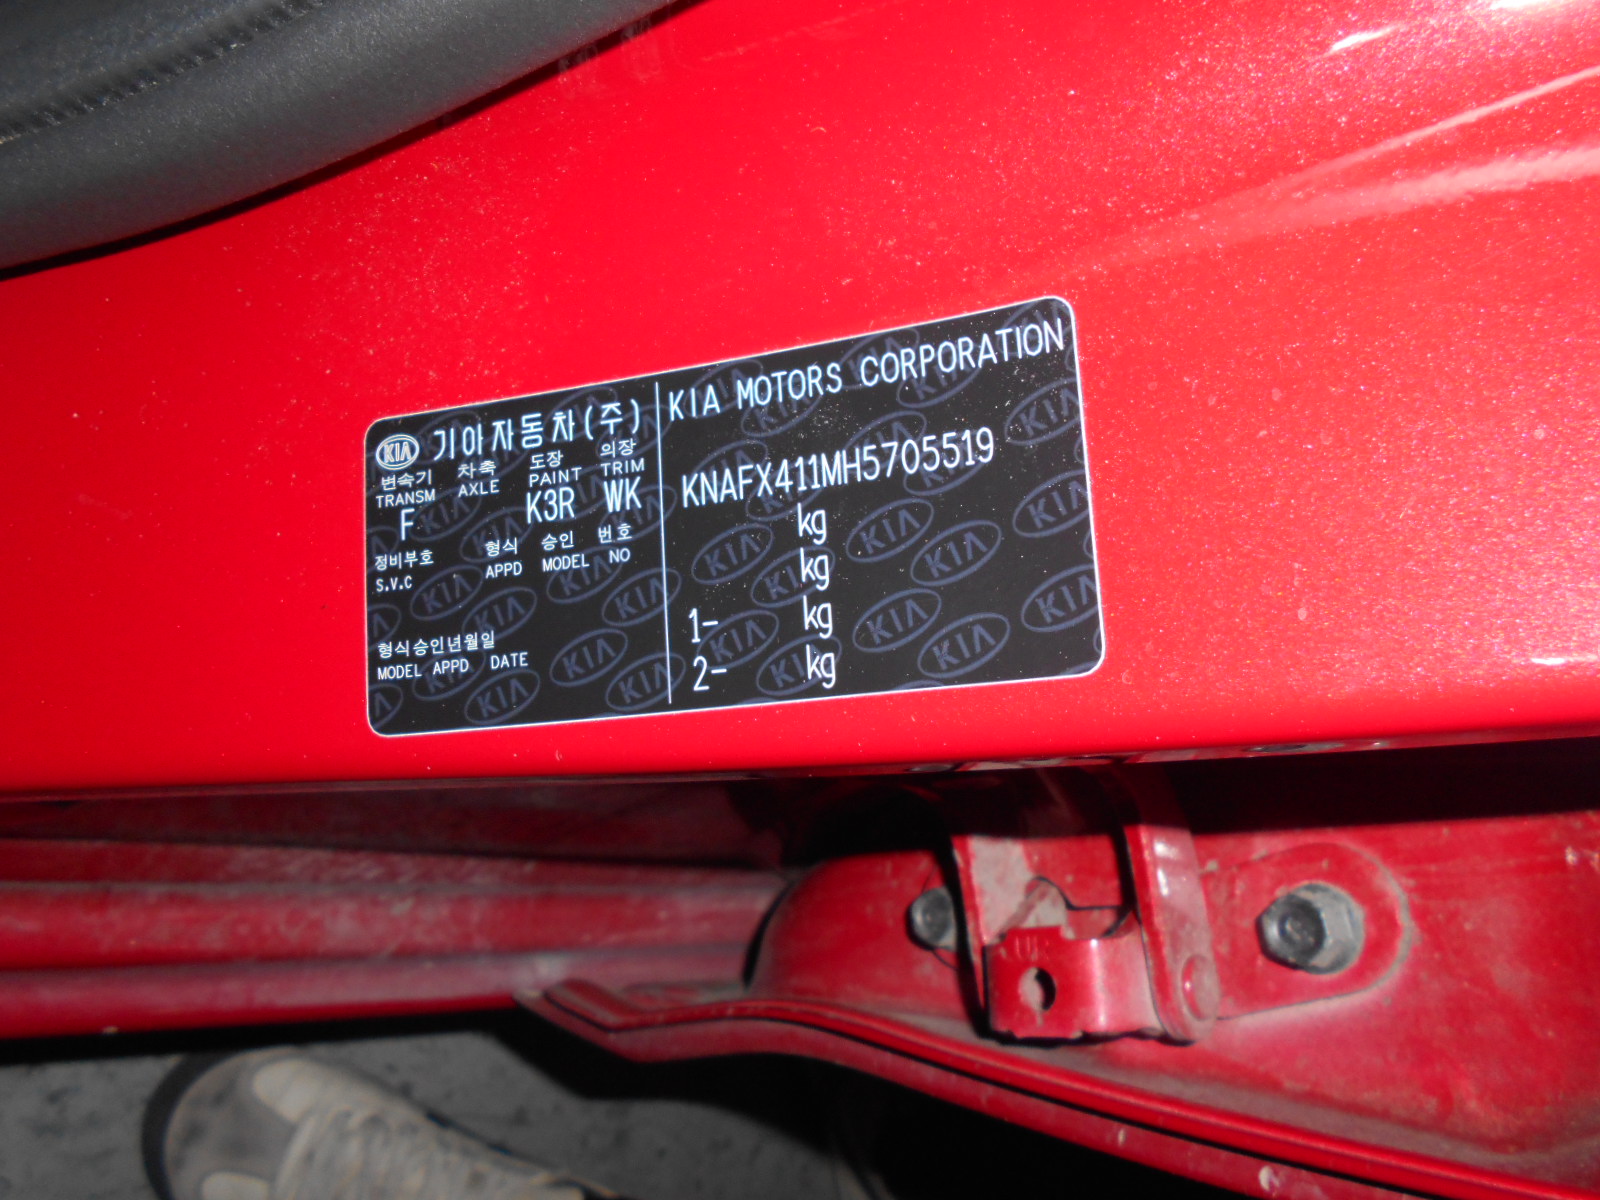 KIA 기아자동차(주)
변속기 차축 도장 의장
TRANSM AXLE PAINT TRIM
F K3R WK
정비부호 형식 승인 번호
S.V.C APPD MODEL NO
형식승인년월일
MODEL APPD DATE
KIA MOTORS CORPORATION
KNAFX411MH5705519
kg
kg
1- kg
2- kg